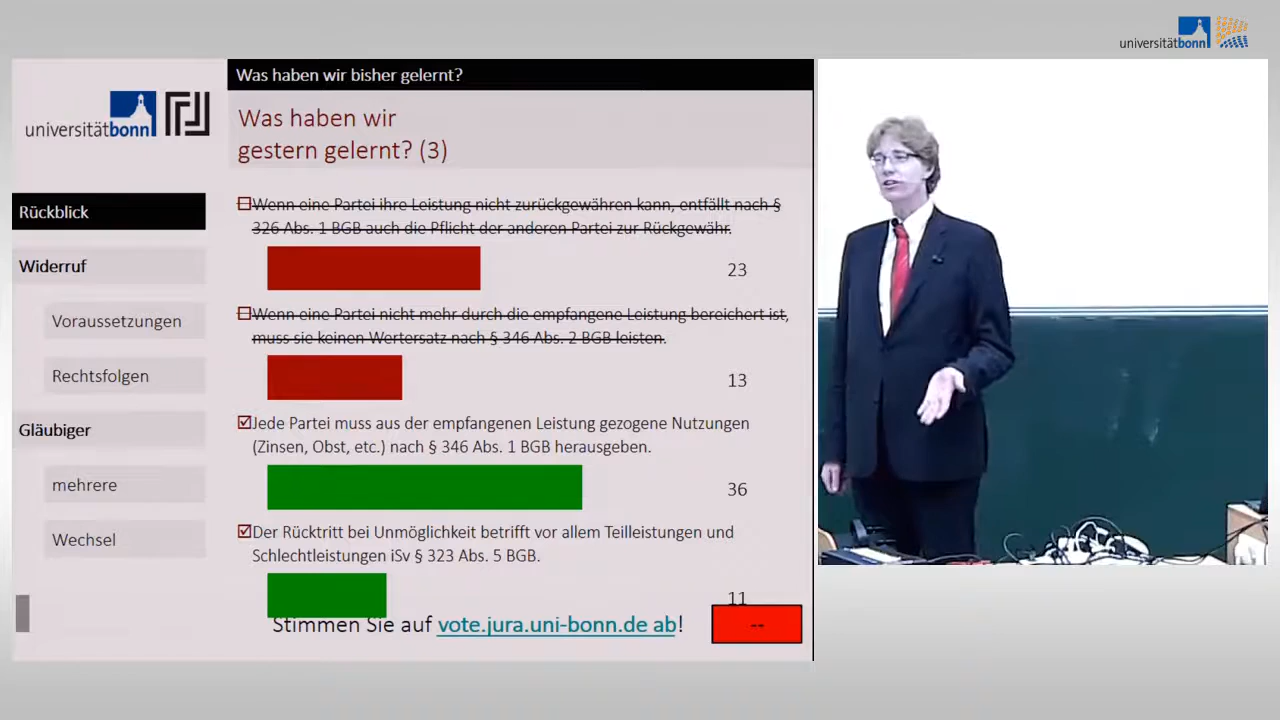 universitätbonn
Was haben wir bisher gelernt?
universitätbonn
Was haben wir
gestern gelernt? (3)
Rückblick
Widerruf
Voraussetzungen
Rechtsfolgen
Gläubiger
mehrere
Wechsel
Wenn eine Partei ihre Leistung nicht zurückgewähren kann, entfällt nach §
326 Abs. 1 BGB auch die Pflicht der anderen Partei zur Rückgewähr.
23
Wenn eine Partei nicht mehr durch die empfangene Leistung bereichert ist,
muss sie keinen Wertersatz nach § 346 Abs. 2 BGB leisten.
13
Jede Partei muss aus der empfangenen Leistung gezogene Nutzungen
(Zinsen, Obst, etc.) nach § 346 Abs. 1 BGB herausgeben.
36
Der Rücktritt bei Unmöglichkeit betrifft vor allem Teilleistungen und
Schlechtleistungen iSv § 323 Abs. 5 BGB.
11
Stimmen Sie auf vote.jura.uni-bonn.de ab!
--